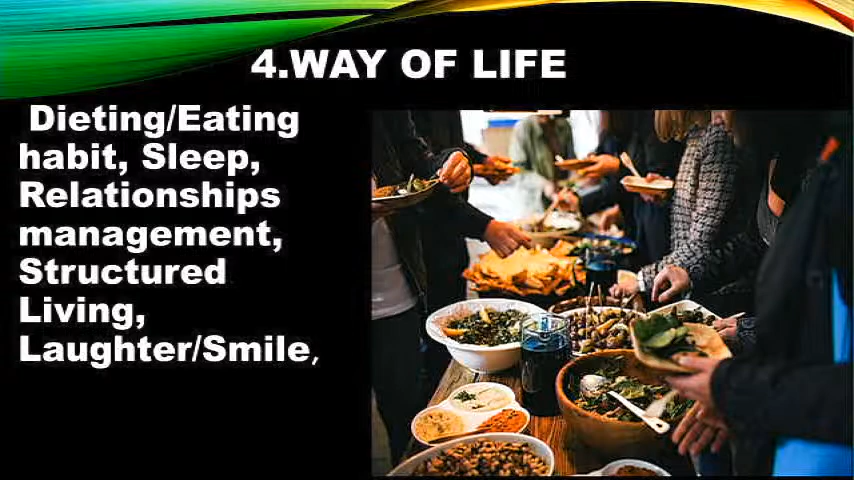 4.WAY OF LIFE
Dieting/Eating
habit, Sleep,
Relationships
management,
Structured
Living,
Laughter/Smile,